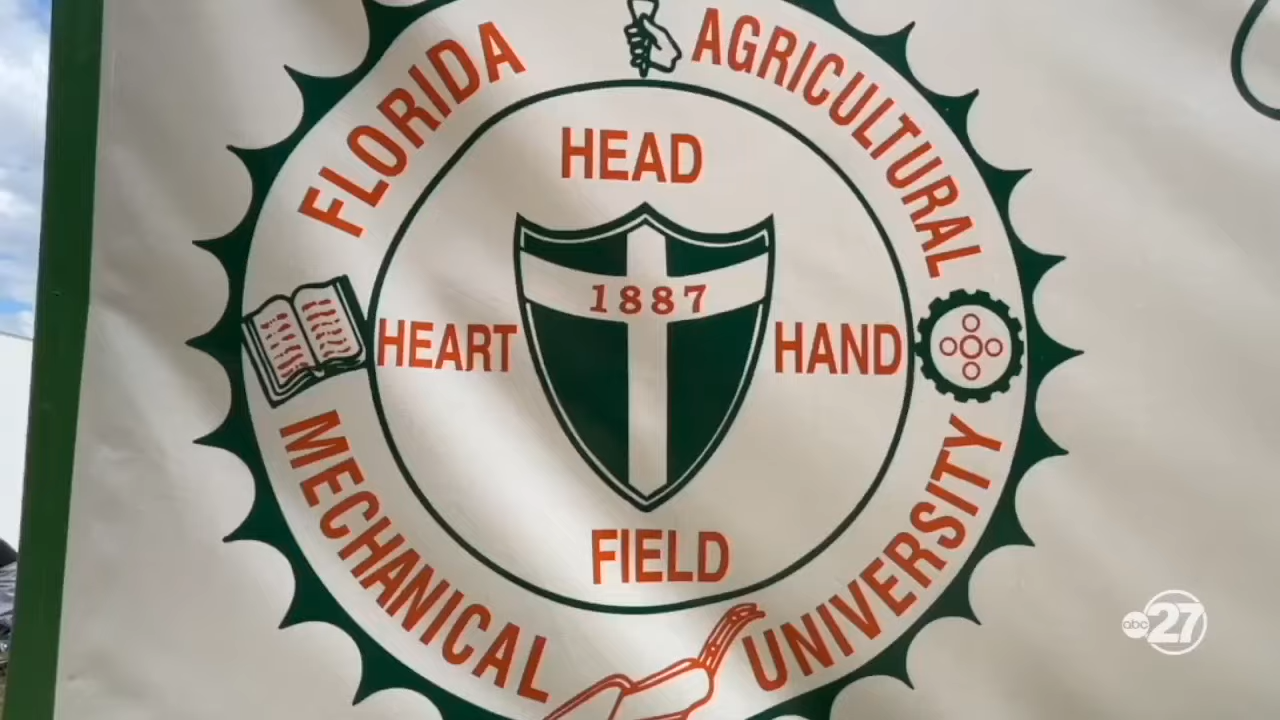 FLORIDA AGRICULTURAL
HEAD
1887
HEART HAND
FIELD
MECHANICAL UNIVERSITY
abc 27